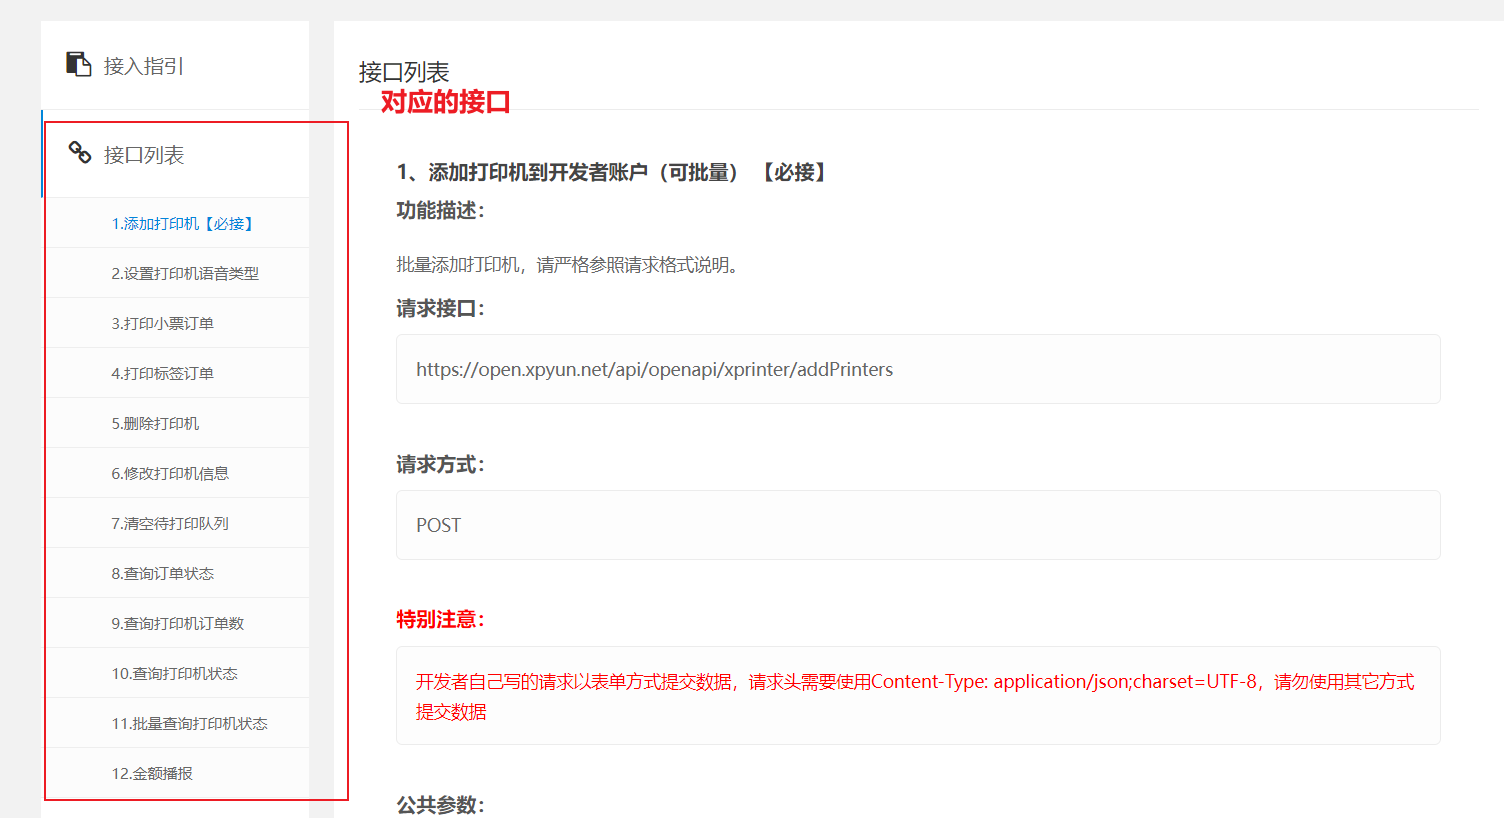 接入指引
接口列表
1.添加打印机【必接】
2.设置打印机语音类型
3.打印小票订单
4.打印标签订单
5.删除打印机
6.修改打印机信息
7.清空待打印队列
8.查询订单状态
9.查询打印机订单数
10.查询打印机状态
11.批量查询打印机状态
12.金额播报
接口列表
对应的接口
1、添加打印机到开发者账户（可批量） 【必接】
功能描述：
批量添加打印机，请严格参照请求格式说明。
请求接口：
https://open.xpyun.net/api/openapi/xprinter/addPrinters
请求方式：
POST
特别注意：
开发者自己写的请求以表单方式提交数据，请求头需要使用Content-Type: application/json;charset=UTF-8，请勿使用其它方式
提交数据
公共参数：